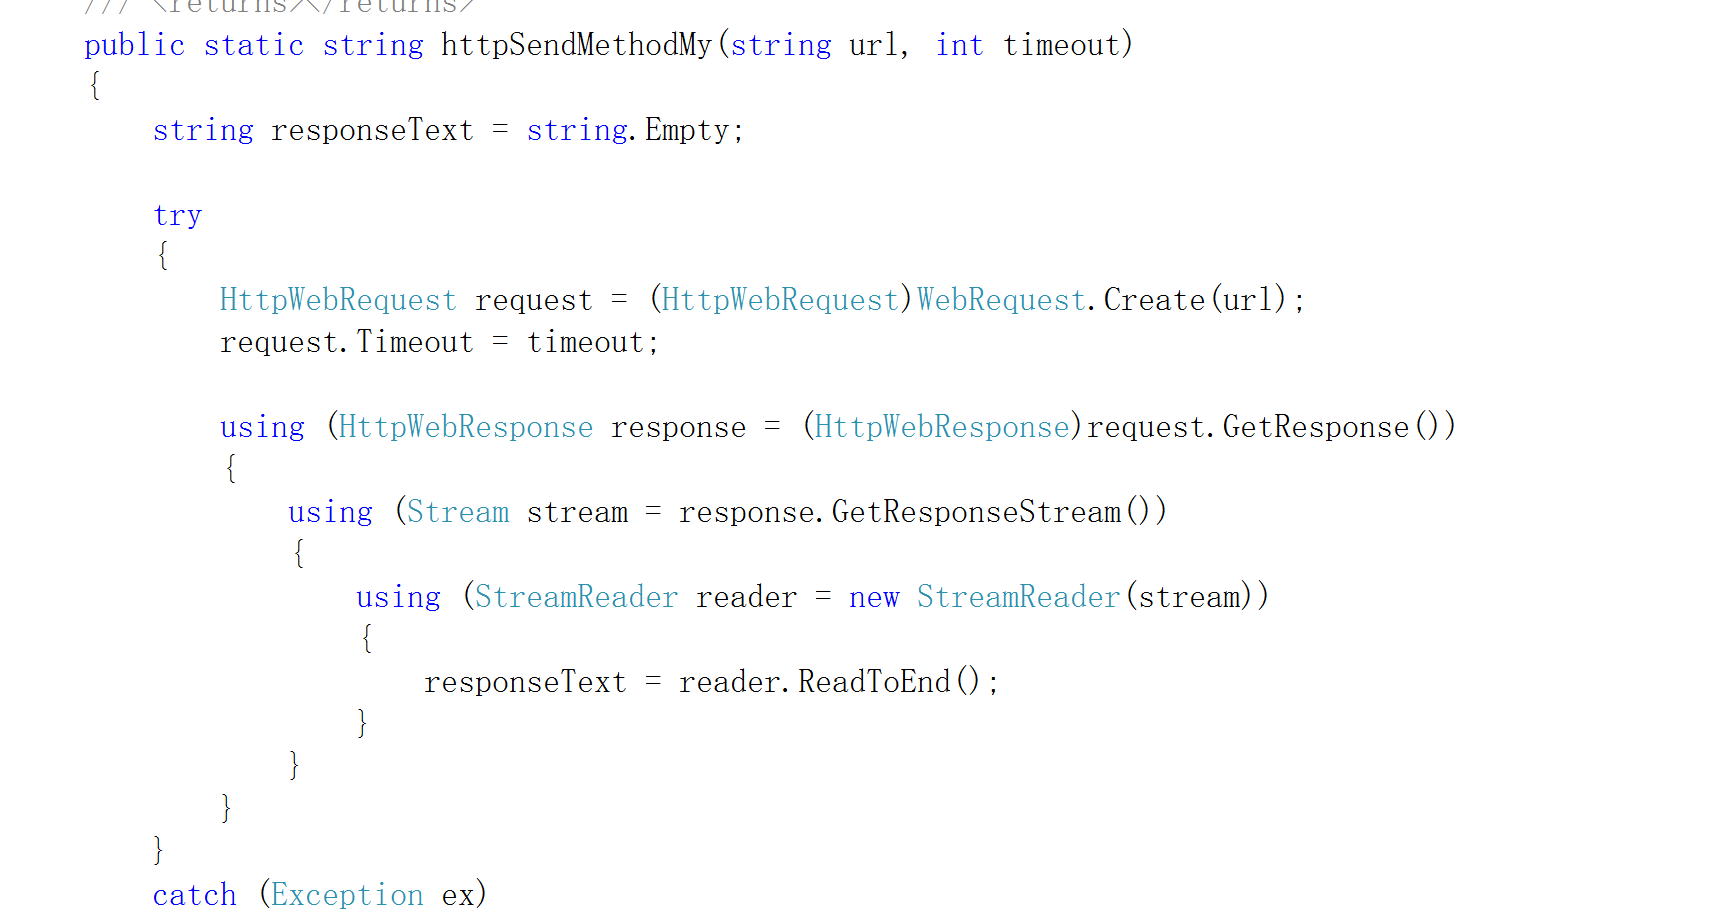 /// <returns></returns>
public static string httpSendMethodMy(string url, int timeout)
{
string responseText = string.Empty;
try
{
HttpWebRequest request = (HttpWebRequest)WebRequest.Create(url);
request.Timeout = timeout;
using (HttpWebResponse response = (HttpWebResponse)request.GetResponse())
{
using (Stream stream = response.GetResponseStream())
{
using (StreamReader reader = new StreamReader(stream))
{
responseText = reader.ReadToEnd();
}
}
}
}
catch (Exception ex)